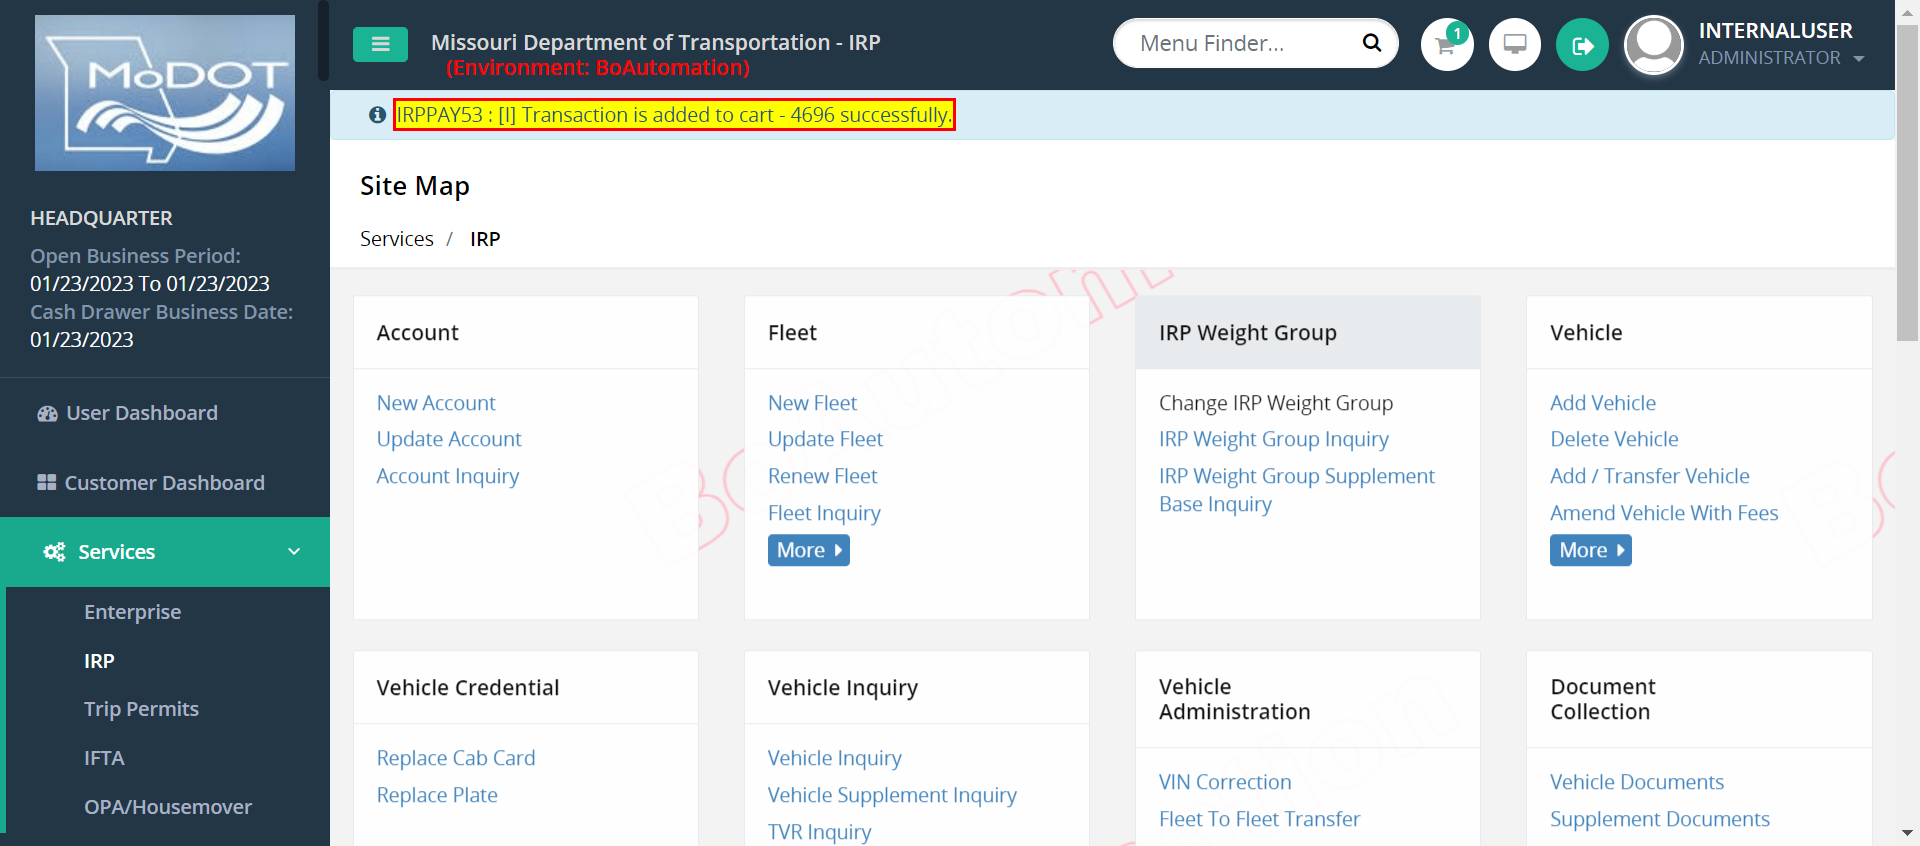 MoDOT
HEADQUARTER
Open Business Period:
01/23/2023 To 01/23/2023
Cash Drawer Business Date:
01/23/2023
User Dashboard
Customer Dashboard
Services
Enterprise
IRP
Trip Permits
IFTA
OPA/Housemover
Missouri Department of Transportation - IRP
(Environment: BoAutomation)
Menu Finder...
1
INTERNALUSER
ADMINISTRATOR
IRPPAY53 : [I] Transaction is added to cart - 4696 successfully.
Site Map
Services / IRP
Account
New Account
Update Account
Account Inquiry
Fleet
New Fleet
Update Fleet
Renew Fleet
Fleet Inquiry
More
IRP Weight Group
Change IRP Weight Group
IRP Weight Group Inquiry
IRP Weight Group Supplement
Base Inquiry
Vehicle
Add Vehicle
Delete Vehicle
Add / Transfer Vehicle
Amend Vehicle With Fees
More
Vehicle Credential
Replace Cab Card
Replace Plate
Vehicle Inquiry
Vehicle Inquiry
Vehicle Supplement Inquiry
TVR Inquiry
Vehicle
Administration
VIN Correction
Fleet To Fleet Transfer
Document
Collection
Vehicle Documents
Supplement Documents